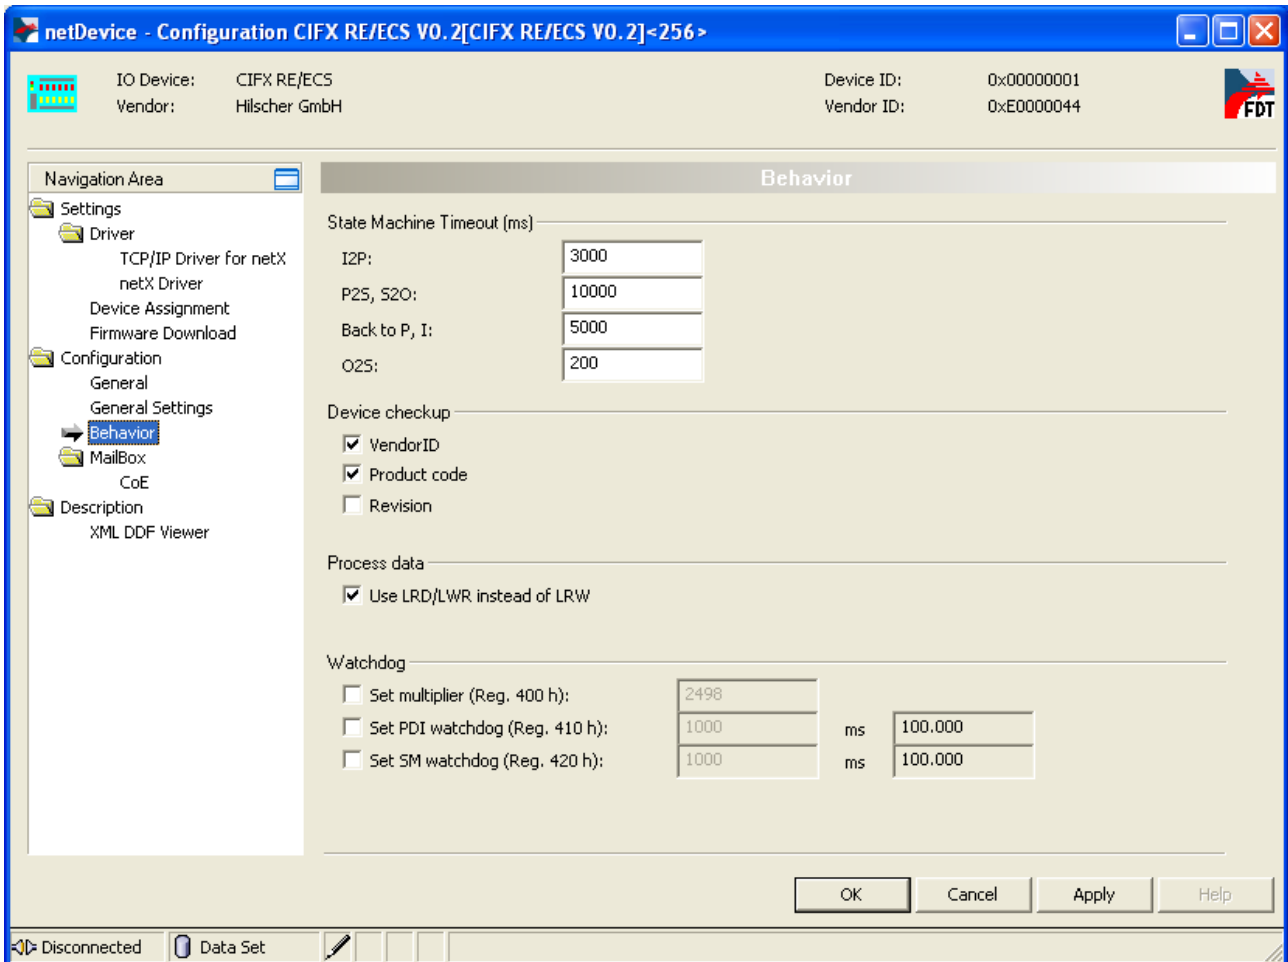 netDevice - Configuration CIFX RE/ECS V0.2[CIFX RE/ECS V0.2]<256>
IO Device: CIFX RE/ECS Device ID: 0x00000001
Vendor: Hilscher GmbH Vendor ID: 0xE0000044
FDT
Navigation Area
Settings
Driver
TCP/IP Driver for netX
netX Driver
Device Assignment
Firmware Download
Configuration
General
General Settings
Behavior
MailBox
CoE
Description
XML DDF Viewer
Behavior
State Machine Timeout (ms)
I2P: 3000
P2S, S2O: 10000
Back to P, I: 5000
O2S: 200
Device checkup
VendorID
Product code
Revision
Process data
Use LRD/LWR instead of LRW
Watchdog
Set multiplier (Reg. 400 h): 2498
Set PDI watchdog (Reg. 410 h): 1000 ms 100.000
Set SM watchdog (Reg. 420 h): 1000 ms 100.000
OK Cancel Apply Help
Disconnected Data Set